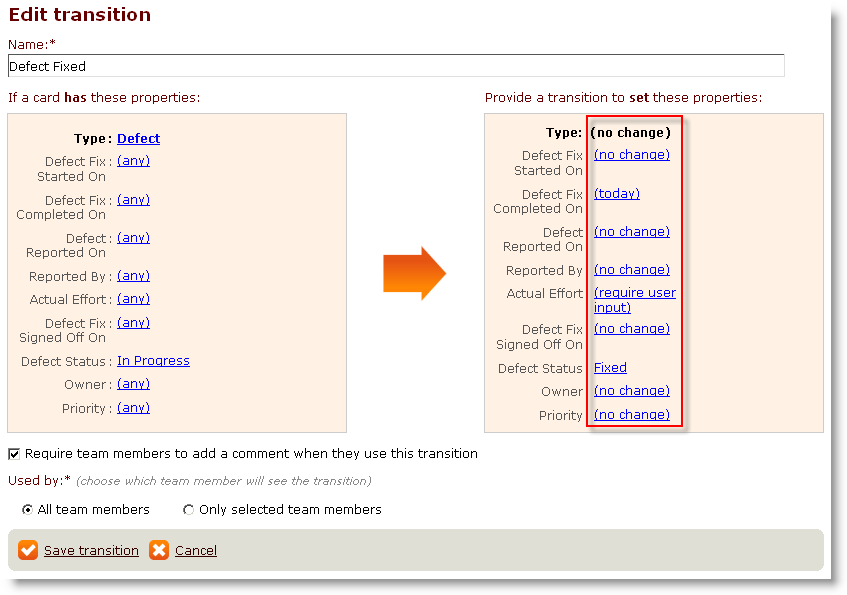 Edit transition
Name:*
Defect Fixed
If a card has these properties:
Type: Defect
Defect Fix : (any)
Started On
Defect Fix : (any)
Completed On
Defect : (any)
Reported On
Reported By : (any)
Actual Effort : (any)
Defect Fix : (any)
Signed Off On
Defect Status : In Progress
Owner : (any)
Priority : (any)
Provide a transition to set these properties:
Type: (no change)
Defect Fix (no change)
Started On
Defect Fix (today)
Completed On
Defect (no change)
Reported On
Reported By (no change)
Actual Effort (require user
input)
Defect Fix (no change)
Signed Off On
Defect Status Fixed
Owner (no change)
Priority (no change)
Require team members to add a comment when they use this transition
Used by:* (choose which team member will see the transition)
All team members Only selected team members
Save transition Cancel